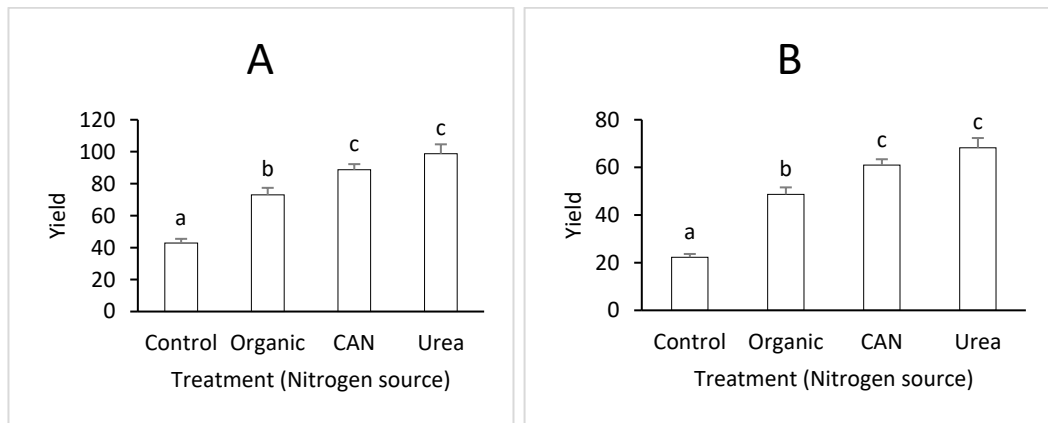 A
120
100
80
60
40
20
0
Yield
a
b
c
c
Control Organic CAN Urea
Treatment (Nitrogen source)
B
80
60
40
20
0
Yield
a
b
c
c
Control Organic CAN Urea
Treatment (Nitrogen source)